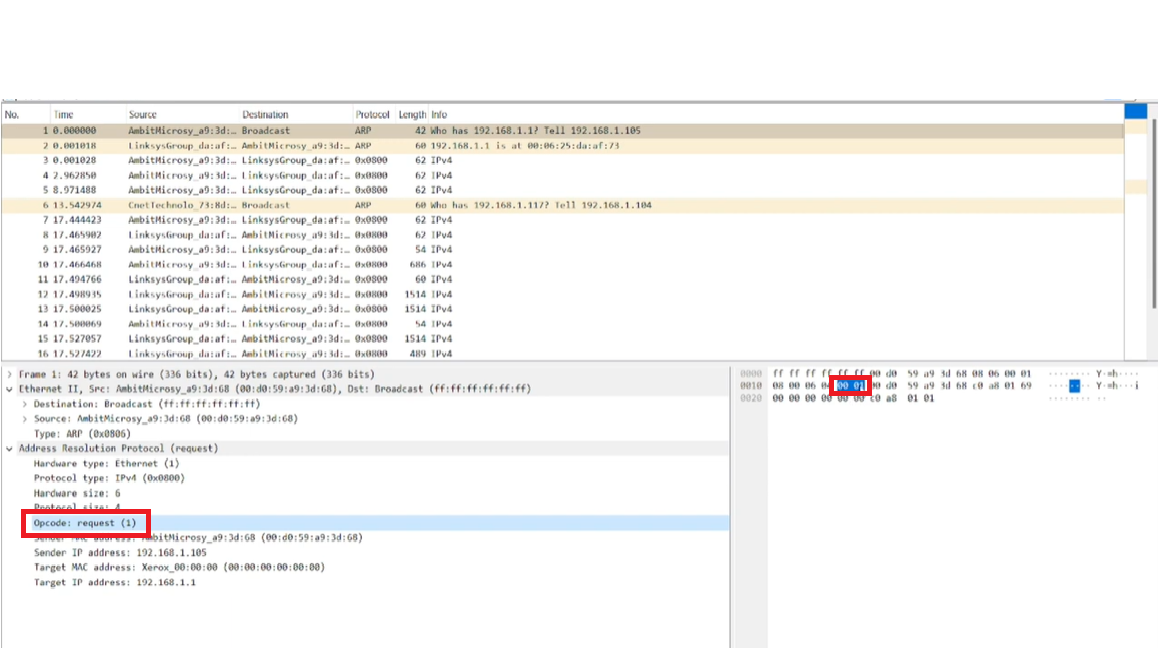 No. Time Source Destination Protocol Length Info
1 0.000000 AmbitMicrosy_a9:3d:… Broadcast ARP 42 Who has 192.168.1.1? Tell 192.168.1.105
2 0.001018 LinksysGroup_da:af:… AmbitMicrosy_a9:3d:… ARP 60 192.168.1.1 is at 00:06:25:da:af:73
3 0.001028 AmbitMicrosy_a9:3d:… LinksysGroup_da:af:… 0x0800 62 IPv4
4 2.962850 AmbitMicrosy_a9:3d:… LinksysGroup_da:af:… 0x0800 62 IPv4
5 8.971488 AmbitMicrosy_a9:3d:… LinksysGroup_da:af:… 0x0800 62 IPv4
6 13.542974 CnetTechnolo_73:8d:… Broadcast ARP 60 Who has 192.168.1.117? Tell 192.168.1.104
7 17.444423 AmbitMicrosy_a9:3d:… LinksysGroup_da:af:… 0x0800 62 IPv4
8 17.465902 LinksysGroup_da:af:… AmbitMicrosy_a9:3d:… 0x0800 62 IPv4
9 17.465927 AmbitMicrosy_a9:3d:… LinksysGroup_da:af:… 0x0800 54 IPv4
10 17.466468 AmbitMicrosy_a9:3d:… LinksysGroup_da:af:… 0x0800 686 IPv4
11 17.494766 LinksysGroup_da:af:… AmbitMicrosy_a9:3d:… 0x0800 60 IPv4
12 17.498935 LinksysGroup_da:af:… AmbitMicrosy_a9:3d:… 0x0800 1514 IPv4
13 17.500025 LinksysGroup_da:af:… AmbitMicrosy_a9:3d:… 0x0800 1514 IPv4
14 17.500069 AmbitMicrosy_a9:3d:… LinksysGroup_da:af:… 0x0800 54 IPv4
15 17.527057 LinksysGroup_da:af:… AmbitMicrosy_a9:3d:… 0x0800 1514 IPv4
16 17.527422 LinksysGroup_da:af:… AmbitMicrosy_a9:3d:… 0x0800 489 IPv4
Frame 1: 42 bytes on wire (336 bits), 42 bytes captured (336 bits)
Ethernet II, Src: AmbitMicrosy_a9:3d:68 (00:d0:59:a9:3d:68), Dst: Broadcast (ff:ff:ff:ff:ff:ff)
Destination: Broadcast (ff:ff:ff:ff:ff:ff)
Source: AmbitMicrosy_a9:3d:68 (00:d0:59:a9:3d:68)
Type: ARP (0x0806)
Address Resolution Protocol (request)
Hardware type: Ethernet (1)
Protocol type: IPv4 (0x0800)
Hardware size: 6
Protocol size: 4
Opcode: request (1)
Sender MAC address: AmbitMicrosy_a9:3d:68 (00:d0:59:a9:3d:68)
Sender IP address: 192.168.1.105
Target MAC address: Xerox_00:00:00 (00:00:00:00:00:00)
Target IP address: 192.168.1.1
0000 ff ff ff ff ff ff 00 d0 59 a9 3d 68 08 06 00 01 ········ Y·=h····
0010 08 00 06 04 00 01 00 d0 59 a9 3d 68 c0 a8 01 69 ········ Y·=h···i
0020 00 00 00 00 00 00 c0 a8 01 01 ········ ··